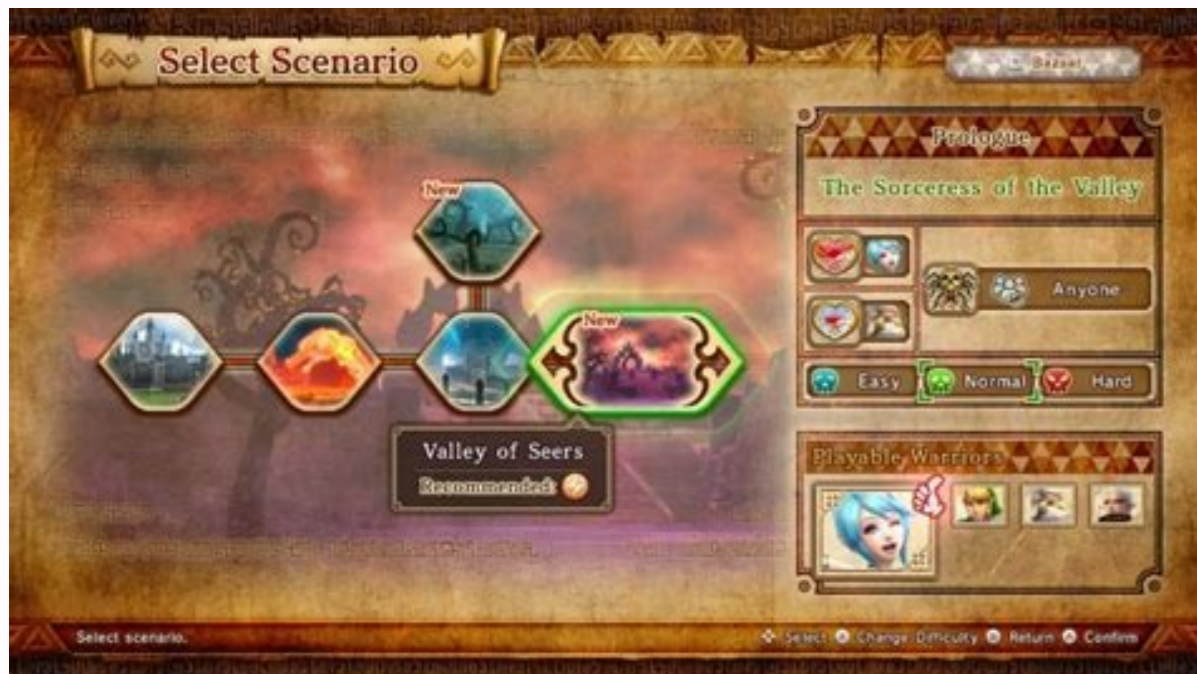 Select Scenario
Bazaar
Prologue
The Sorceress of the Valley
New
Anyone
New
Easy
Normal
Hard
Valley of Seers
Recommended:
Playable Warriors
Select scenario.
Select
Change Difficulty
Return
Confirm